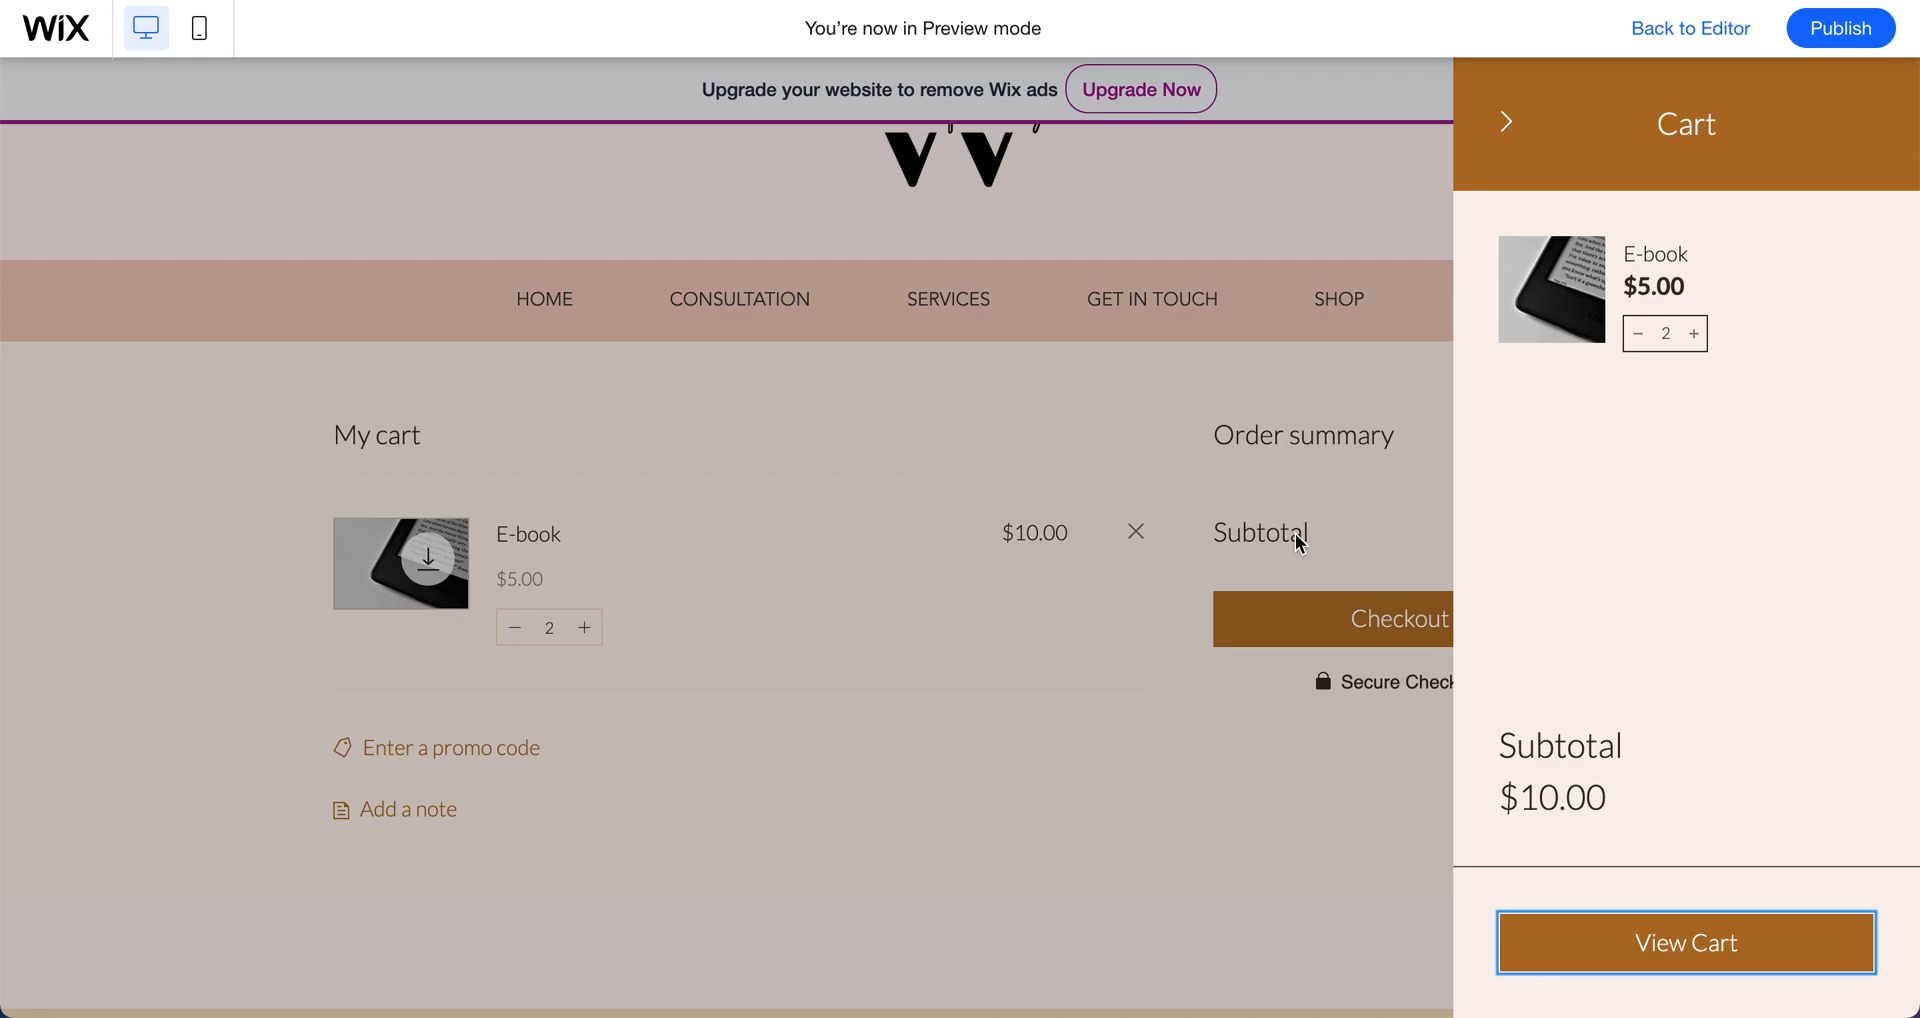 WiX
You're now in Preview mode
Back to Editor
Publish
Upgrade your website to remove Wix ads
Upgrade Now
Cart
HOME
CONSULTATION
SERVICES
GET IN TOUCH
SHOP
E-book
$5.00
− 2 +
My cart
Order summary
E-book
$10.00
$5.00
− 2 +
Subtotal
Checkout
Secure Check
Enter a promo code
Add a note
Subtotal
$10.00
View Cart